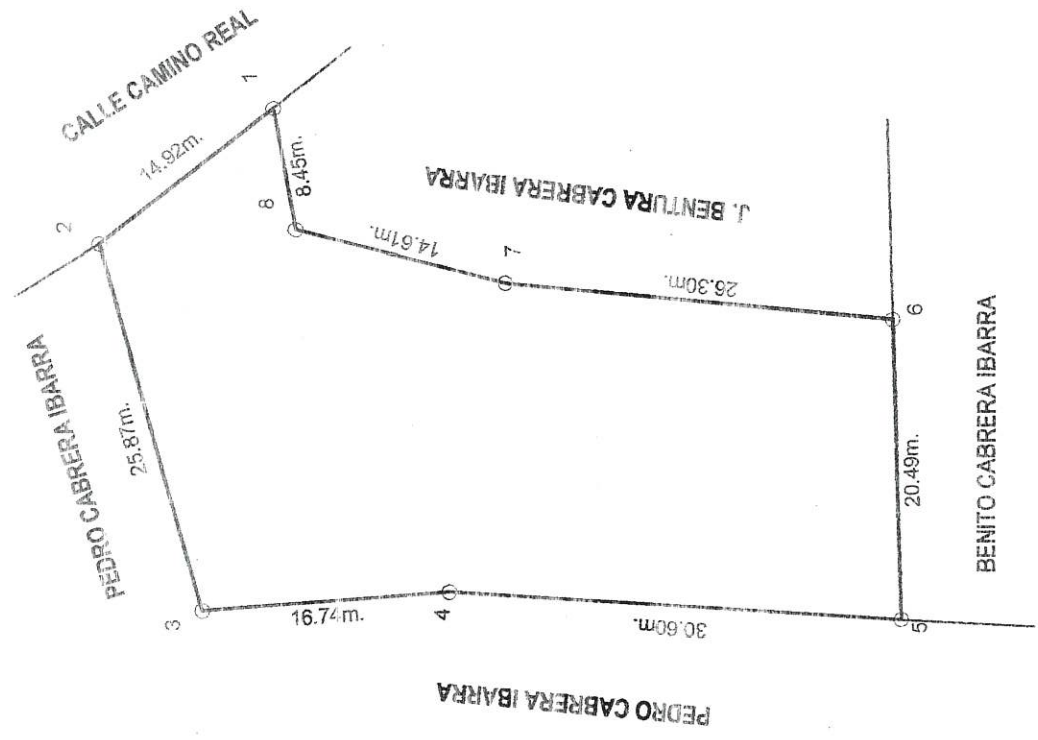 CALLE CAMINO REAL
1
14.92m.
2
8
8.45m.
J. BENTURA CABRERA IBARRA
PEDRO CABRERA IBARRA
25.87m.
14.61m.
7
3
16.74m.
4
26.30m.
30.60m.
6
5
20.49m.
BENITO CABRERA IBARRA
PEDRO CABRERA IBARRA